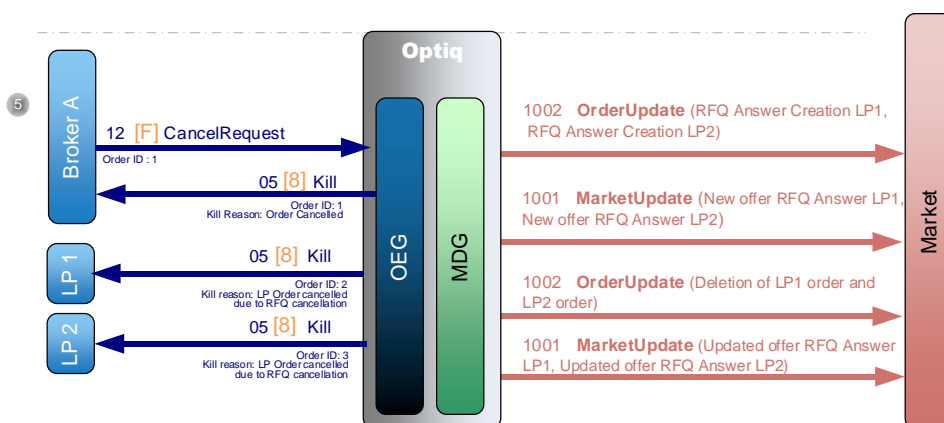 Optiq
5
Broker A
12 [F] CancelRequest
Order ID : 1
05 [8] Kill
Order ID: 1
Kill Reason: Order Cancelled
LP 1
05 [8] Kill
Order ID: 2
Kill reason: LP Order cancelled
due to RFQ cancellation
LP 2
05 [8] Kill
Order ID: 3
Kill reason: LP Order cancelled
due to RFQ cancellation
OEG
MDG
1002 OrderUpdate (RFQ Answer Creation LP1,
RFQ Answer Creation LP2)
1001 MarketUpdate (New offer RFQ Answer LP1,
New offer RFQ Answer LP2)
1002 OrderUpdate (Deletion of LP1 order and
LP2 order)
1001 MarketUpdate (Updated offer RFQ Answer
LP1, Updated offer RFQ Answer LP2)
Market